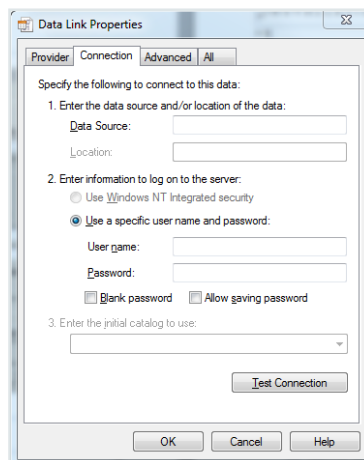 Data Link Properties
Provider Connection Advanced All
Specify the following to connect to this data:
1. Enter the data source and/or location of the data:
Data Source:
Location:
2. Enter information to log on to the server:
Use Windows NT Integrated security
Use a specific user name and password:
User name:
Password:
Blank password Allow saving password
3. Enter the initial catalog to use:
Test Connection
OK Cancel Help